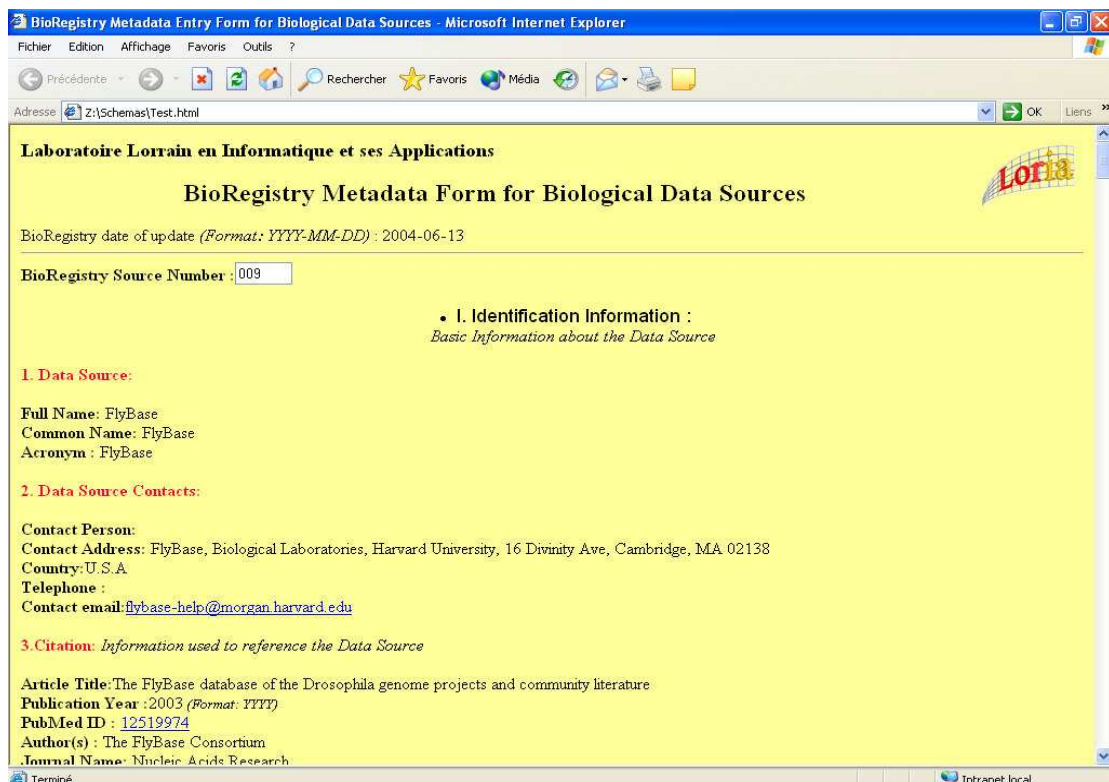 BioRegistry Metadata Entry Form for Biological Data Sources - Microsoft Internet Explorer
Fichier Edition Affichage Favoris Outils ?
Précédente Rechercher Favoris Média
Adresse Z:\Schemas\Test.html OK Liens »
Laboratoire Lorrain en Informatique et ses Applications
Loria
BioRegistry Metadata Form for Biological Data Sources
BioRegistry date of update (Format: YYYY-MM-DD) : 2004-06-13
BioRegistry Source Number : 009
• I. Identification Information :
Basic Information about the Data Source
1. Data Source:
Full Name: FlyBase
Common Name: FlyBase
Acronym : FlyBase
2. Data Source Contacts:
Contact Person:
Contact Address: FlyBase, Biological Laboratories, Harvard University, 16 Divinity Ave, Cambridge, MA 02138
Country:U.S.A
Telephone :
Contact email:flybase-help@morgan.harvard.edu
3.Citation: Information used to reference the Data Source
Article Title:The FlyBase database of the Drosophila genome projects and community literature
Publication Year :2003 (Format: YYYY)
PubMed ID : 12519974
Author(s) : The FlyBase Consortium
Journal Name: Nucleic Acids Research
Terminé Intranet local